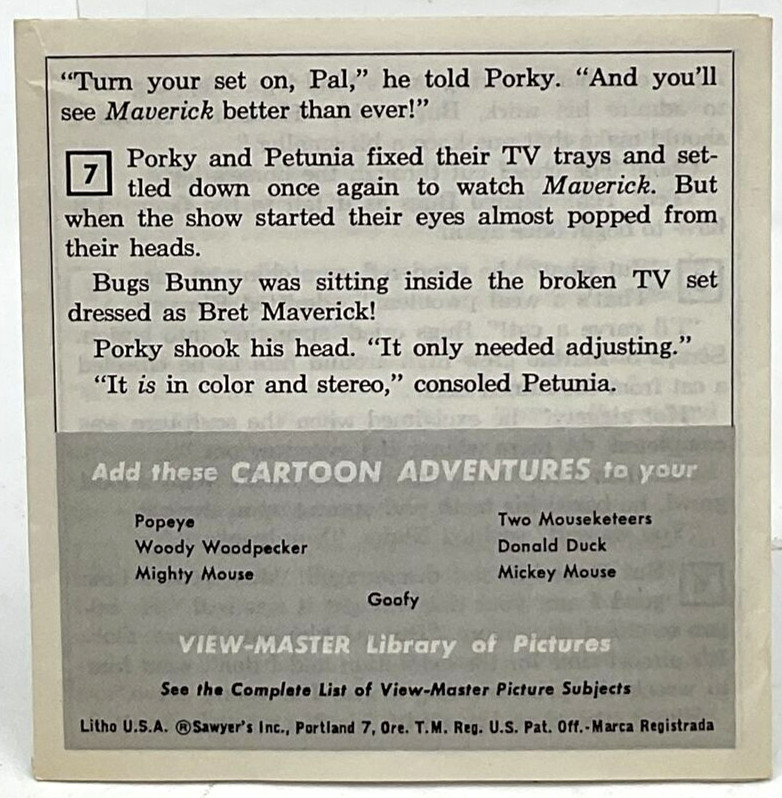 “Turn your set on, Pal,” he told Porky. “And you’ll
see Maverick better than ever!”
7 Porky and Petunia fixed their TV trays and set-
tled down once again to watch Maverick. But
when the show started their eyes almost popped from
their heads.
Bugs Bunny was sitting inside the broken TV set
dressed as Bret Maverick!
Porky shook his head. “It only needed adjusting.”
“It is in color and stereo,” consoled Petunia.
Add these CARTOON ADVENTURES to your
Popeye
Woody Woodpecker
Mighty Mouse
Two Mouseketeers
Donald Duck
Mickey Mouse
Goofy
VIEW-MASTER Library of Pictures
See the Complete List of View-Master Picture Subjects
Litho U.S.A. ®Sawyer's Inc., Portland 7, Ore. T.M. Reg. U.S. Pat. Off.-Marca Registrada